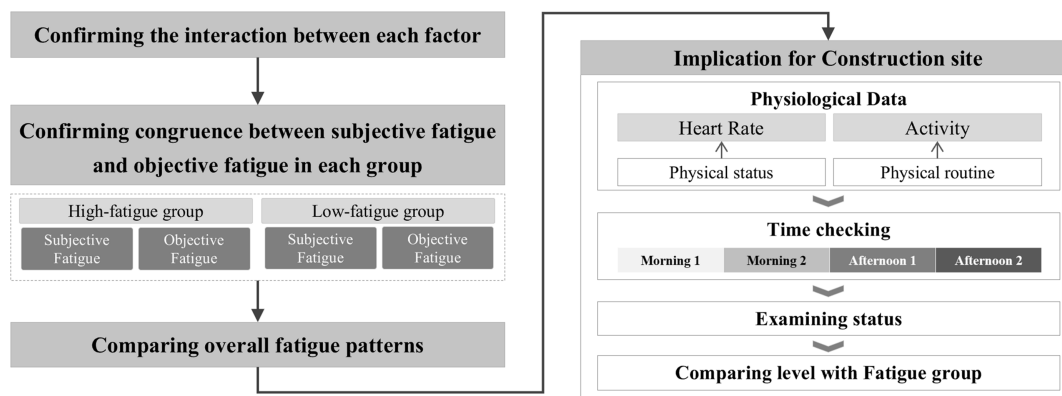 Confirming the interaction between each factor
Confirming congruence between subjective fatigue
and objective fatigue in each group
High-fatigue group
Low-fatigue group
Subjective
Fatigue
Objective
Fatigue
Subjective
Fatigue
Objective
Fatigue
Comparing overall fatigue patterns
Implication for Construction site
Physiological Data
Heart Rate
Activity
Physical status
Physical routine
Time checking
Morning 1
Morning 2
Afternoon 1
Afternoon 2
Examining status
Comparing level with Fatigue group